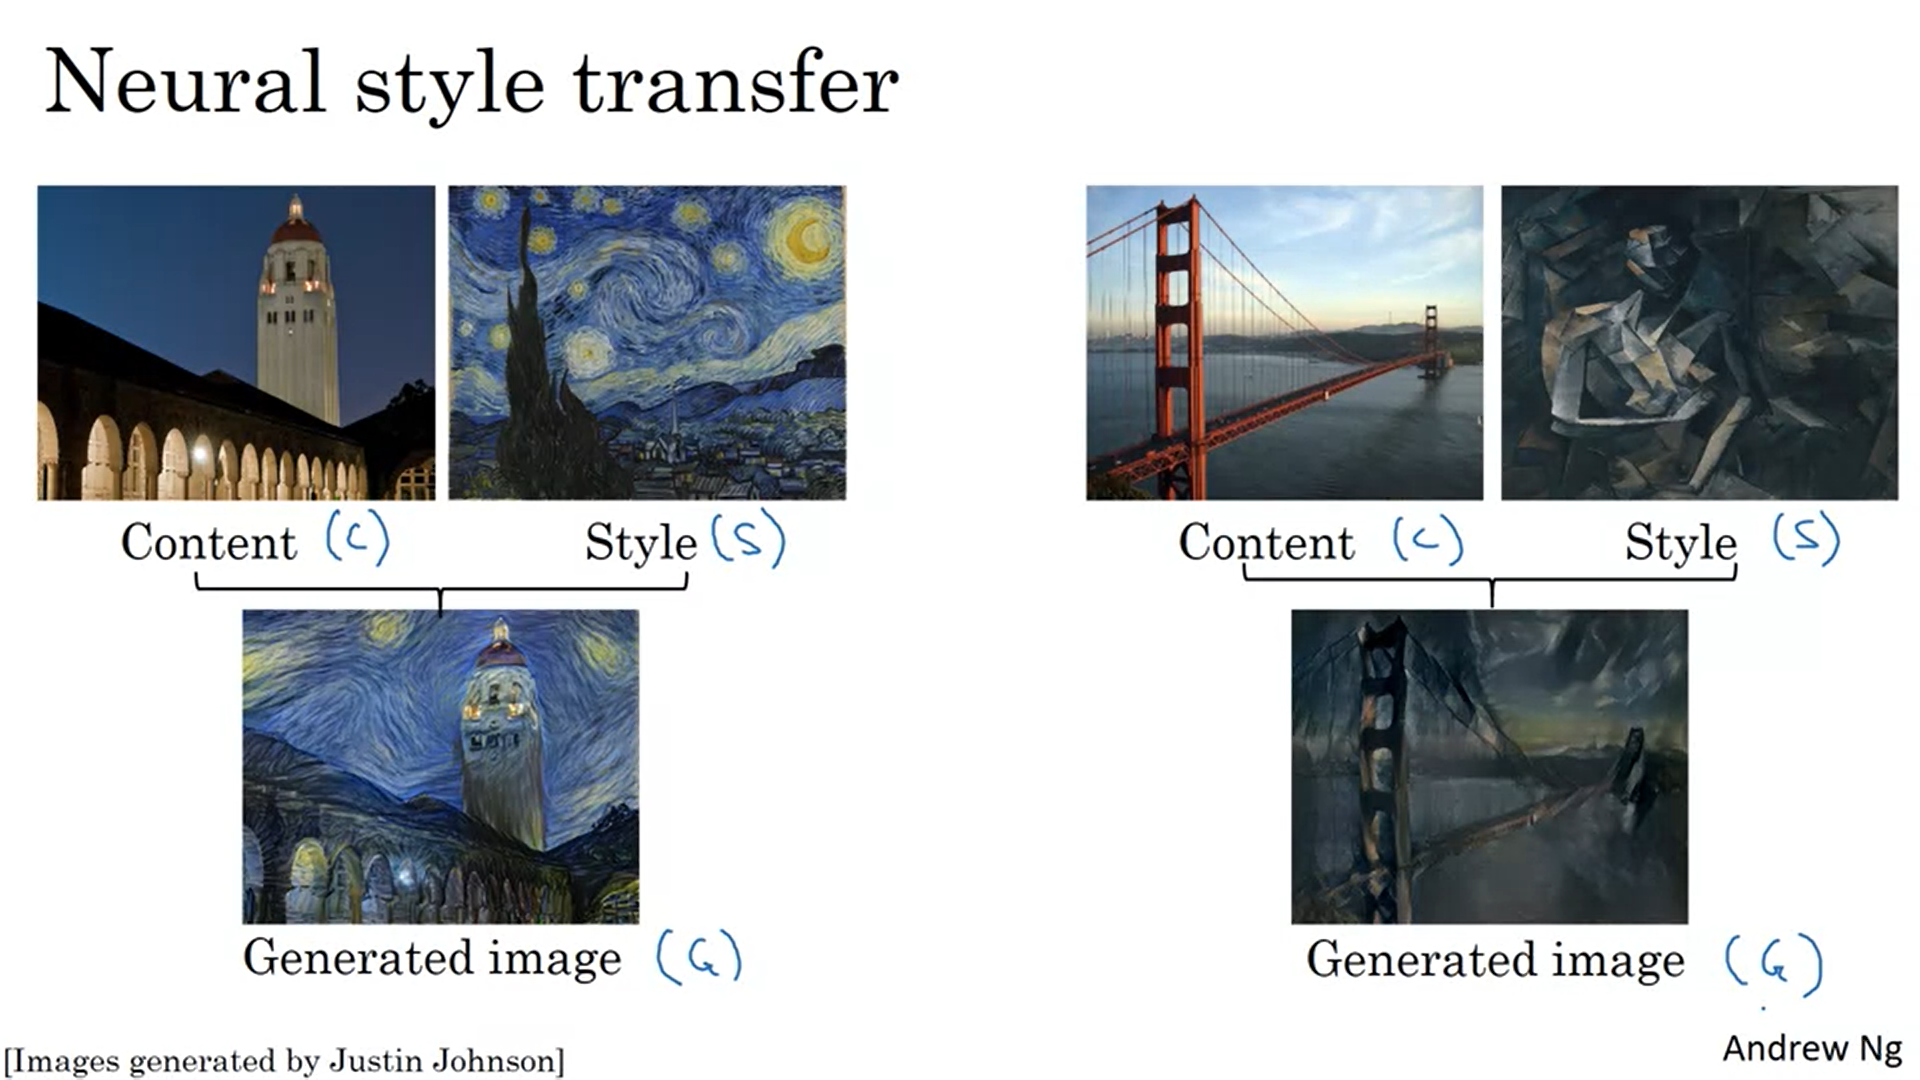 Neural style transfer
Content (C) Style (S)
Generated image (G)
Content (C) Style (S)
Generated image (G)
[Images generated by Justin Johnson]
Andrew Ng